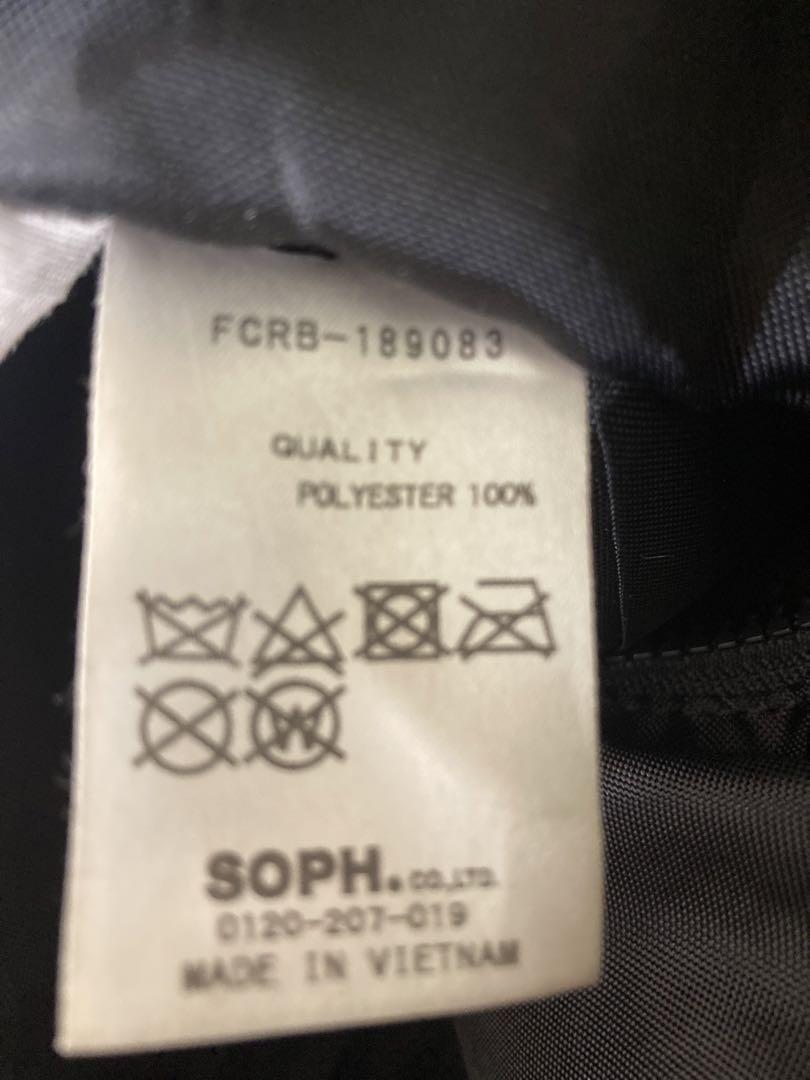 FCRB-189083
QUALITY
POLYESTER 100%
W
SOPH.CO.,LTD.
0120-207-019
MADE IN VIETNAM